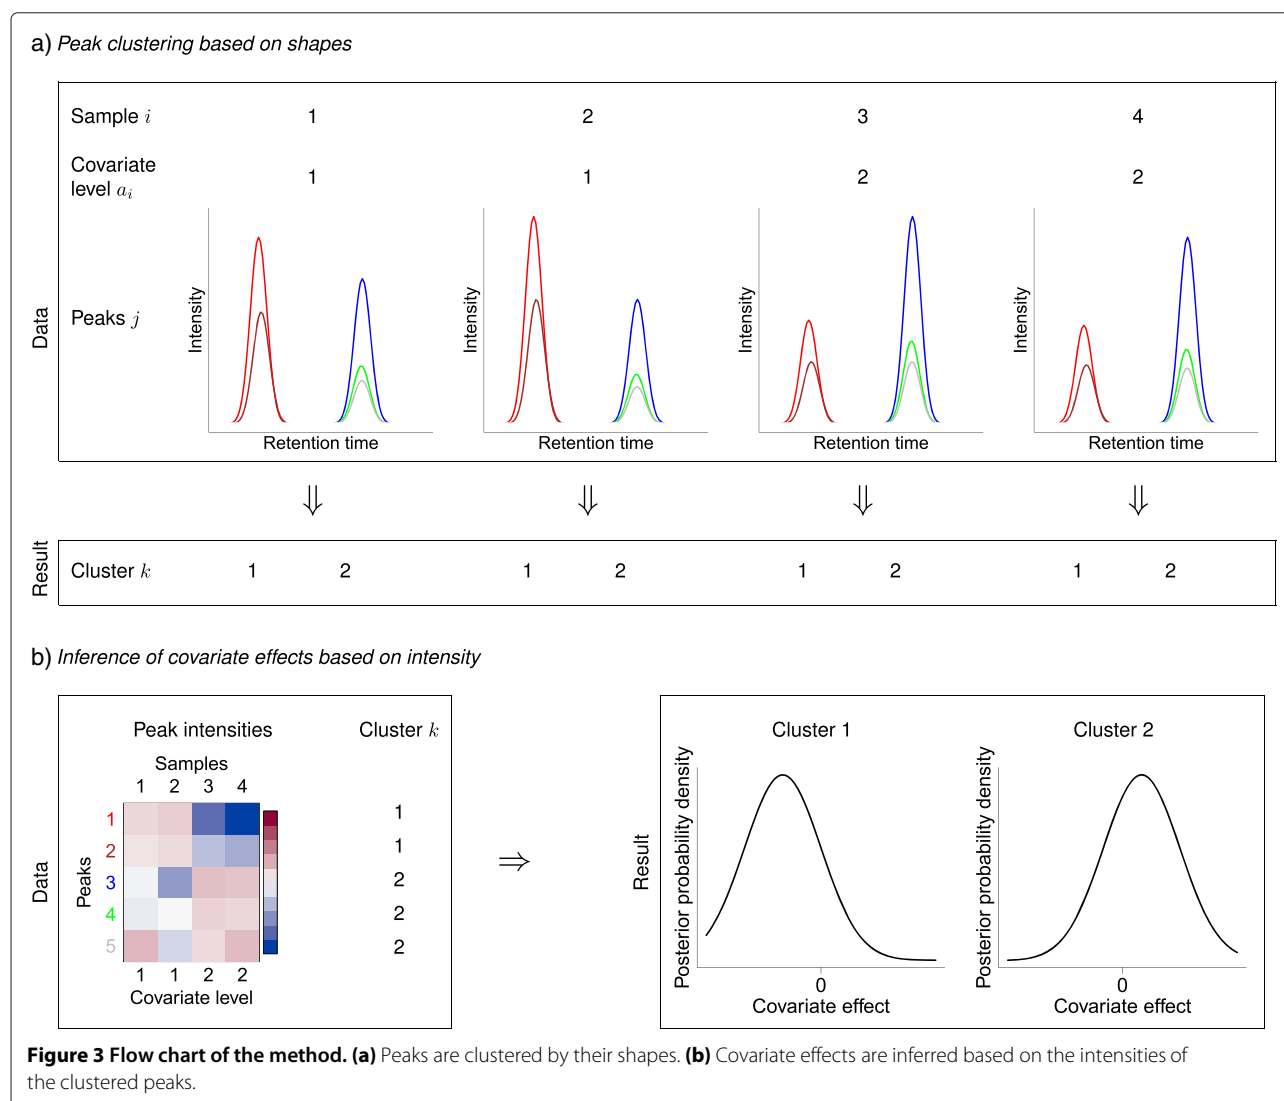 a) Peak clustering based on shapes
Sample i 1 2 3 4
Covariate
level a_i 1 1 2 2
Data
Peaks j
Intensity Intensity Intensity Intensity
Retention time Retention time Retention time Retention time
⇓ ⇓ ⇓ ⇓
Result
Cluster k 1 2 1 2 1 2 1 2
b) Inference of covariate effects based on intensity
Data
Peak intensities Cluster k
Samples
1 2 3 4
Peaks
1 1
2 1
3 2
4 2
5 2
1 1 2 2
Covariate level
⇒
Result
Cluster 1
Posterior probability density
0
Covariate effect
Cluster 2
Posterior probability density
0
Covariate effect
Figure 3 Flow chart of the method. (a) Peaks are clustered by their shapes. (b) Covariate effects are inferred based on the intensities of
the clustered peaks.